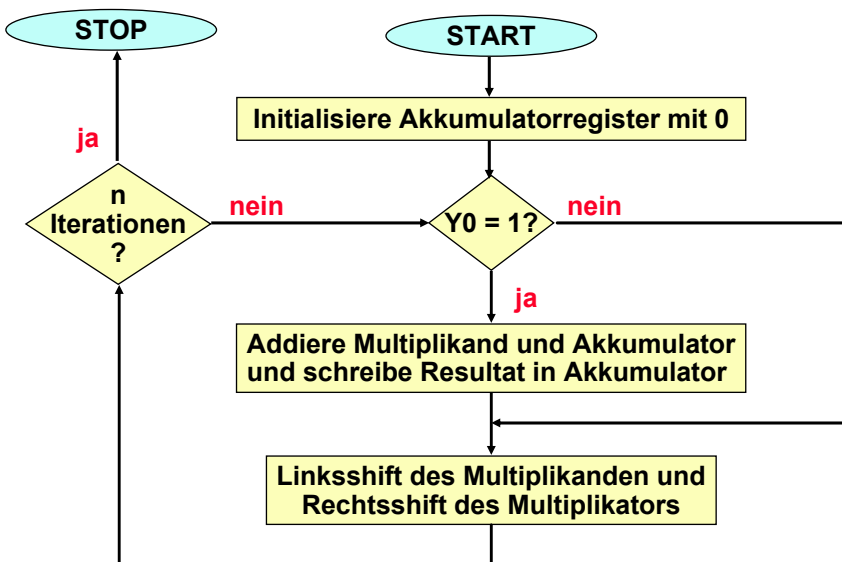 STOP
START
Initialisiere Akkumulatorregister mit 0
ja
n
Iterationen
?
nein
Y0 = 1?
nein
ja
Addiere Multiplikand und Akkumulator
und schreibe Resultat in Akkumulator
Linksshift des Multiplikanden und
Rechtsshift des Multiplikators